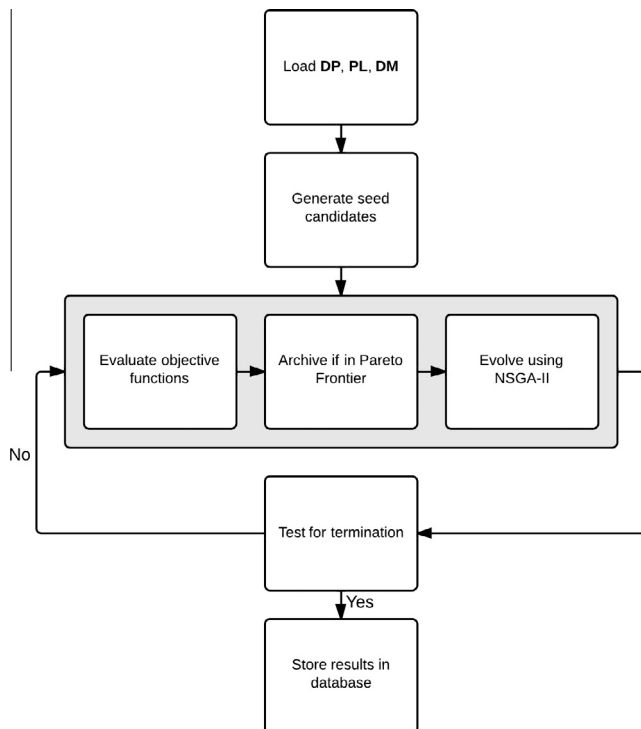 Load DP, PL, DM
Generate seed
candidates
Evaluate objective
functions
Archive if in Pareto
Frontier
Evolve using
NSGA-II
No
Test for termination
Yes
Store results in
database